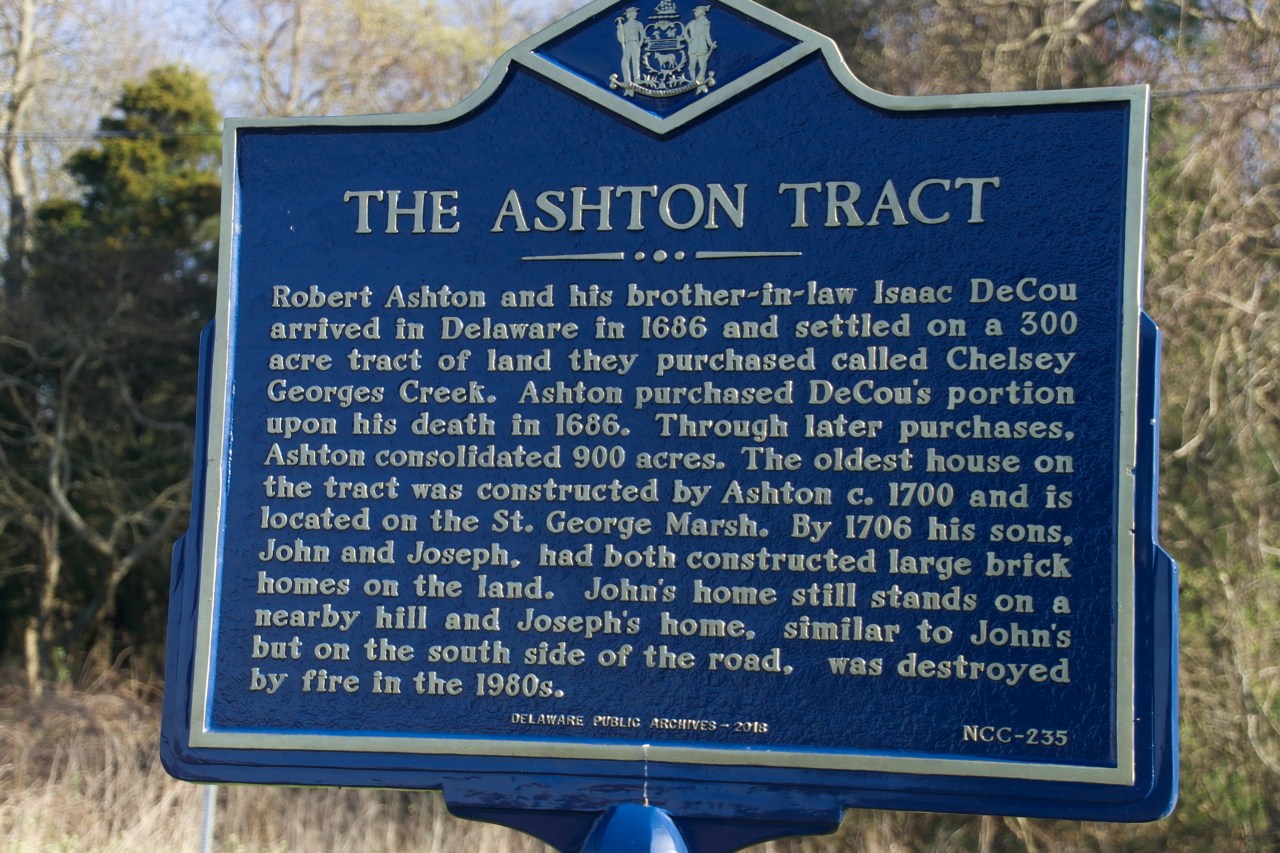 THE ASHTON TRACT
Robert Ashton and his brother-in-law Isaac DeCou
arrived in Delaware in 1686 and settled on a 300
acre tract of land they purchased called Chelsey
Georges Creek. Ashton purchased DeCou's portion
upon his death in 1686. Through later purchases,
Ashton consolidated 900 acres. The oldest house on
the tract was constructed by Ashton c. 1700 and is
located on the St. George Marsh. By 1706 his sons,
John and Joseph, had both constructed large brick
homes on the land. John's home still stands on a
nearby hill and Joseph's home, similar to John's
but on the south side of the road, was destroyed
by fire in the 1980s.
DELAWARE PUBLIC ARCHIVES - 2018
NCC-235